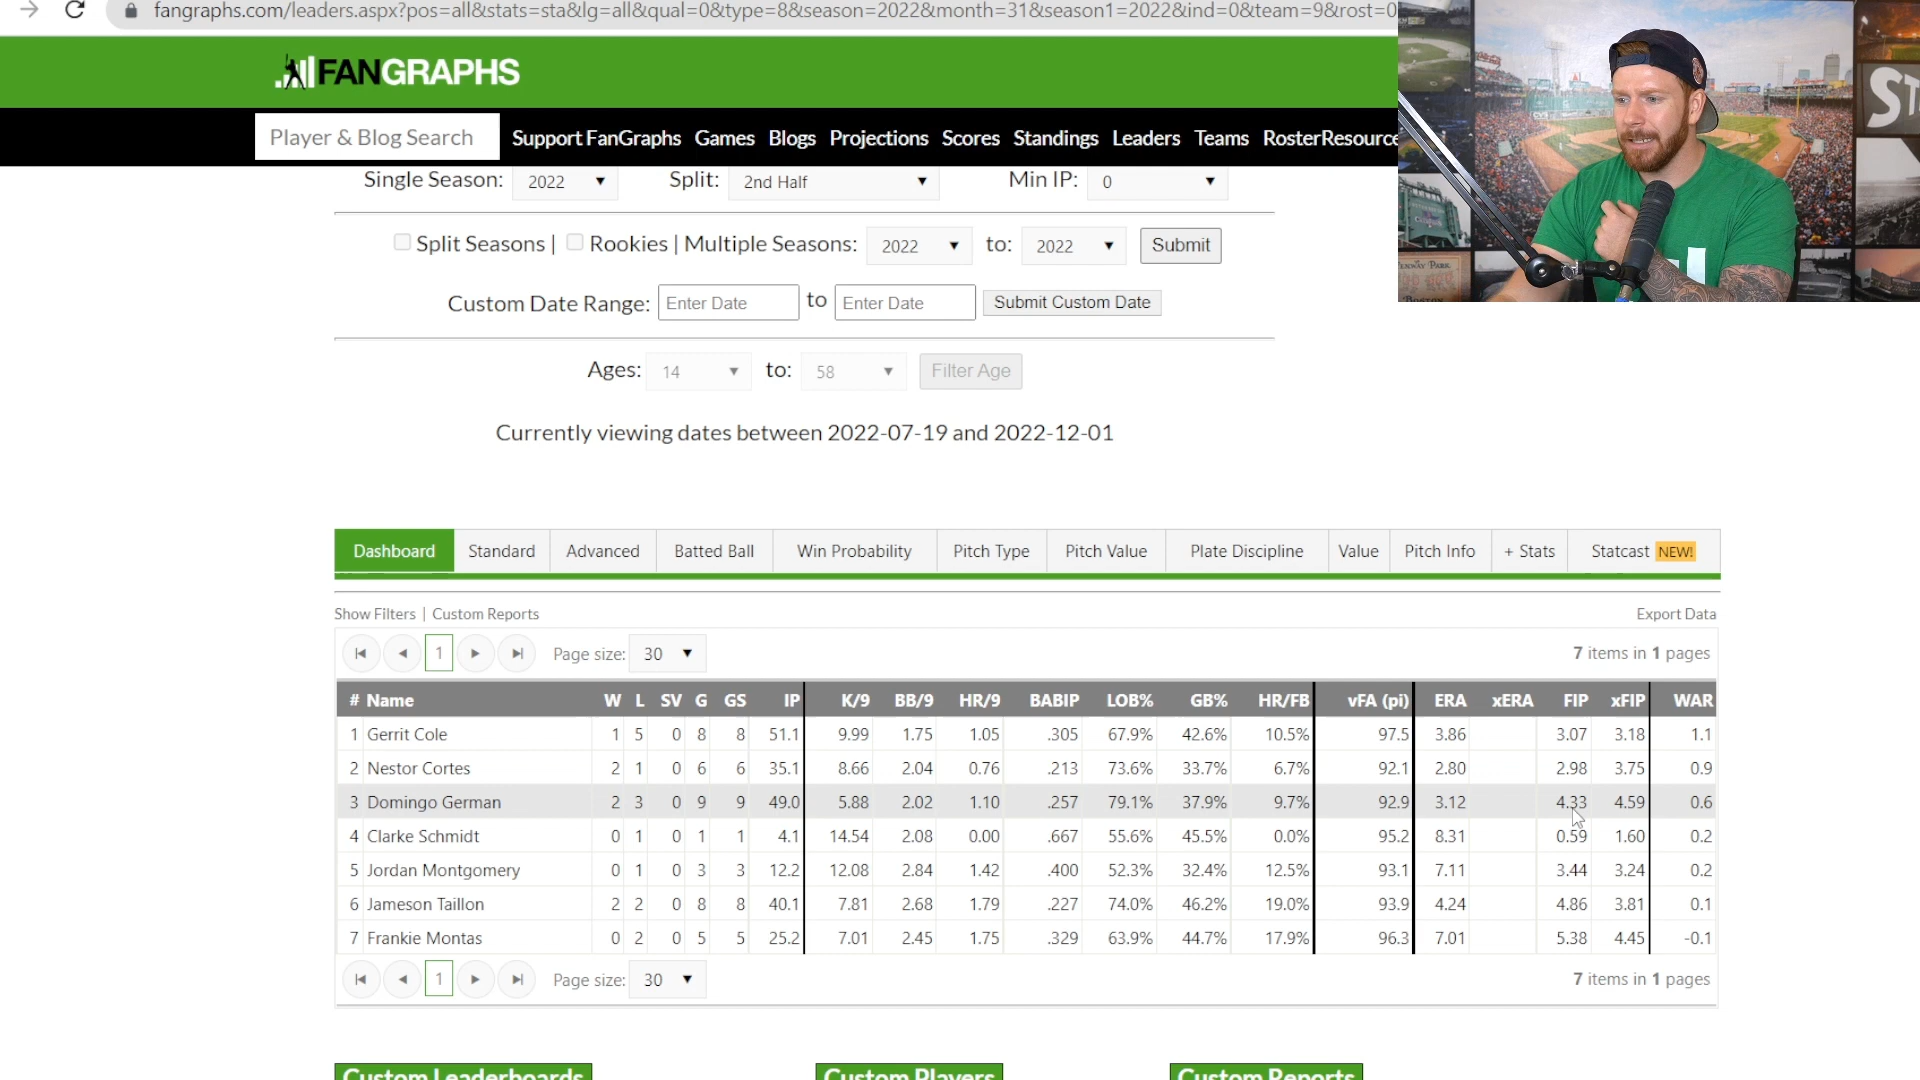 fangraphs.com/leaders.aspx?pos=all&stats=sta&lg=all&qual=0&type=8&season=2022&month=31&season1=2022&ind=0&team=9&rost=0
FANGRAPHS
Player & Blog Search Support FanGraphs Games Blogs Projections Scores Standings Leaders Teams RosterResource
Single Season: 2022 Split: 2nd Half Min IP: 0
Split Seasons | Rookies | Multiple Seasons: 2022 to: 2022 Submit
Custom Date Range: Enter Date to Enter Date Submit Custom Date
Ages: 14 to: 58 Filter Age
Currently viewing dates between 2022-07-19 and 2022-12-01
Dashboard Standard Advanced Batted Ball Win Probability Pitch Type Pitch Value Plate Discipline Value Pitch Info + Stats Statcast NEW!
Show Filters | Custom Reports Export Data
1 Page size: 30 7 items in 1 pages
# Name W L SV G GS IP K/9 BB/9 HR/9 BABIP LOB% GB% HR/FB vFA (pi) ERA xERA FIP xFIP WAR
1 Gerrit Cole 1 5 0 8 8 51.1 9.99 1.75 1.05 .305 67.9% 42.6% 10.5% 97.5 3.86 3.07 3.18 1.1
2 Nestor Cortes 2 1 0 6 6 35.1 8.66 2.04 0.76 .213 73.6% 33.7% 6.7% 92.1 2.80 2.98 3.75 0.9
3 Domingo German 2 3 0 9 9 49.0 5.88 2.02 1.10 .257 79.1% 37.9% 9.7% 92.9 3.12 4.33 4.59 0.6
4 Clarke Schmidt 0 1 0 1 1 4.1 14.54 2.08 0.00 .667 55.6% 45.5% 0.0% 95.2 8.31 0.59 1.60 0.2
5 Jordan Montgomery 0 1 0 3 3 12.2 12.08 2.84 1.42 .400 52.3% 32.4% 12.5% 93.1 7.11 3.44 3.24 0.2
6 Jameson Taillon 2 2 0 8 8 40.1 7.81 2.68 1.79 .227 74.0% 46.2% 19.0% 93.9 4.24 4.86 3.81 0.1
7 Frankie Montas 0 2 0 5 5 25.2 7.01 2.45 1.75 .329 63.9% 44.7% 17.9% 96.3 7.01 5.38 4.45 -0.1
1 Page size: 30 7 items in 1 pages
Custom Leaderboards Custom Players Custom Reports